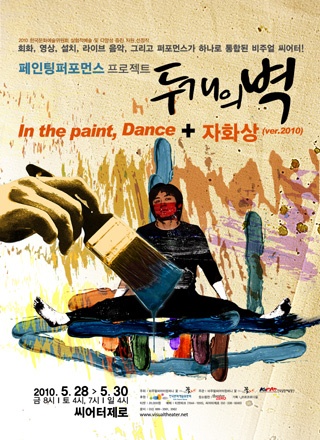 2010 한국문화예술위원회 실험적예술 및 다양성 증진 지원 선정작
회화, 영상, 설치, 라이브 음악, 그리고 퍼포먼스가 하나로 통합된 비주얼 씨어터!
페인팅퍼포먼스 프로젝트
두개의 벽
In the paint, Dance + 자화상 (ver.2010)
2010. 5.28 > 5.30
금 8시 | 토 4시, 7시 | 일 4시
씨어터제로
www.visualtheater.net